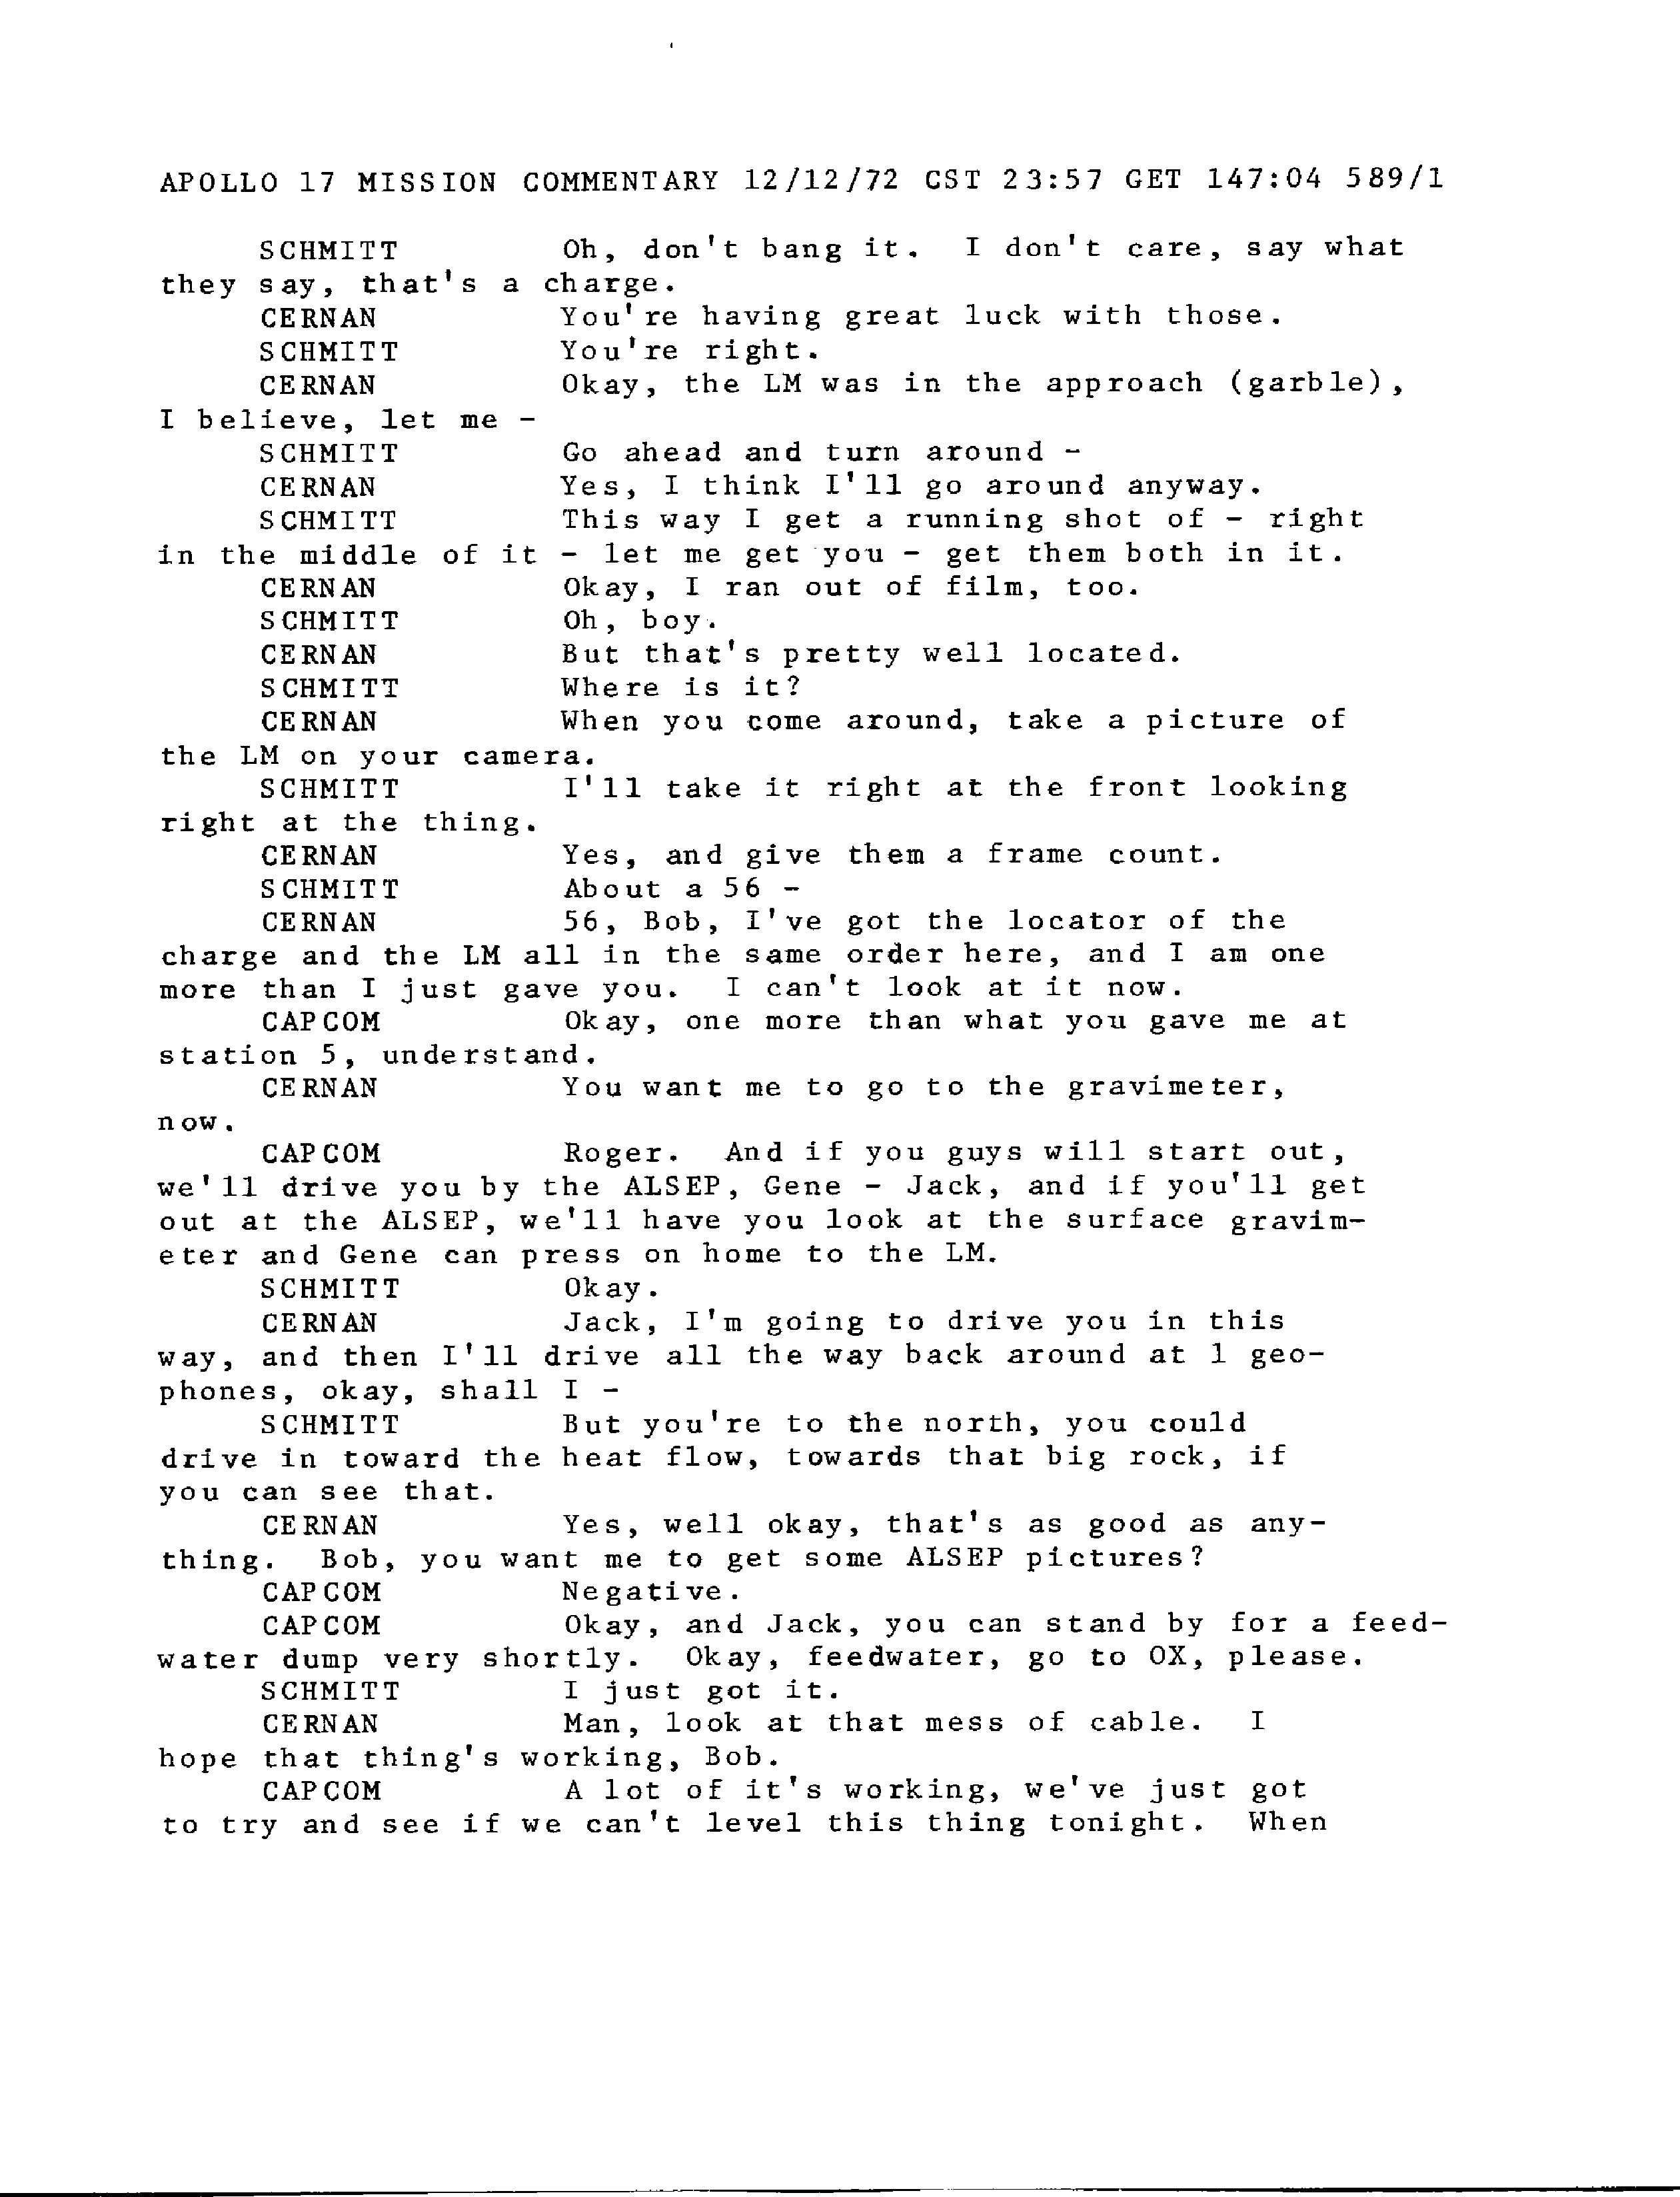 APOLLO 17 MISSION COMMENTARY 12/12/72 CST 23:57 GET 147:04 589/1
SCHMITT Oh, don't bang it. I don't care, say what
they say, that's a charge.
CERNAN You're having great luck with those.
SCHMITT You're right.
CERNAN Okay, the LM was in the approach (garble),
I believe, let me -
SCHMITT Go ahead and turn around -
CERNAN Yes, I think I'll go around anyway.
SCHMITT This way I get a running shot of - right
in the middle of it - let me get you - get them both in it.
CERNAN Okay, I ran out of film, too.
SCHMITT Oh, boy.
CERNAN But that's pretty well located.
SCHMITT Where is it?
CERNAN When you come around, take a picture of
the LM on your camera.
SCHMITT I'll take it right at the front looking
right at the thing.
CERNAN Yes, and give them a frame count.
SCHMITT About a 56 -
CERNAN 56, Bob, I've got the locator of the
charge and the LM all in the same order here, and I am one
more than I just gave you. I can't look at it now.
CAPCOM Okay, one more than what you gave me at
station 5, understand.
CERNAN You want me to go to the gravimeter,
now.
CAPCOM Roger. And if you guys will start out,
we'll drive you by the ALSEP, Gene - Jack, and if you'll get
out at the ALSEP, we'll have you look at the surface gravim-
eter and Gene can press on home to the LM.
SCHMITT Okay.
CERNAN Jack, I'm going to drive you in this
way, and then I'll drive all the way back around at 1 geo-
phones, okay, shall I -
SCHMITT But you're to the north, you could
drive in toward the heat flow, towards that big rock, if
you can see that.
CERNAN Yes, well okay, that's as good as any-
thing. Bob, you want me to get some ALSEP pictures?
CAPCOM Negative.
CAPCOM Okay, and Jack, you can stand by for a feed-
water dump very shortly. Okay, feedwater, go to OX, please.
SCHMITT I just got it.
CERNAN Man, look at that mess of cable. I
hope that thing's working, Bob.
CAPCOM A lot of it's working, we've just got
to try and see if we can't level this thing tonight. When